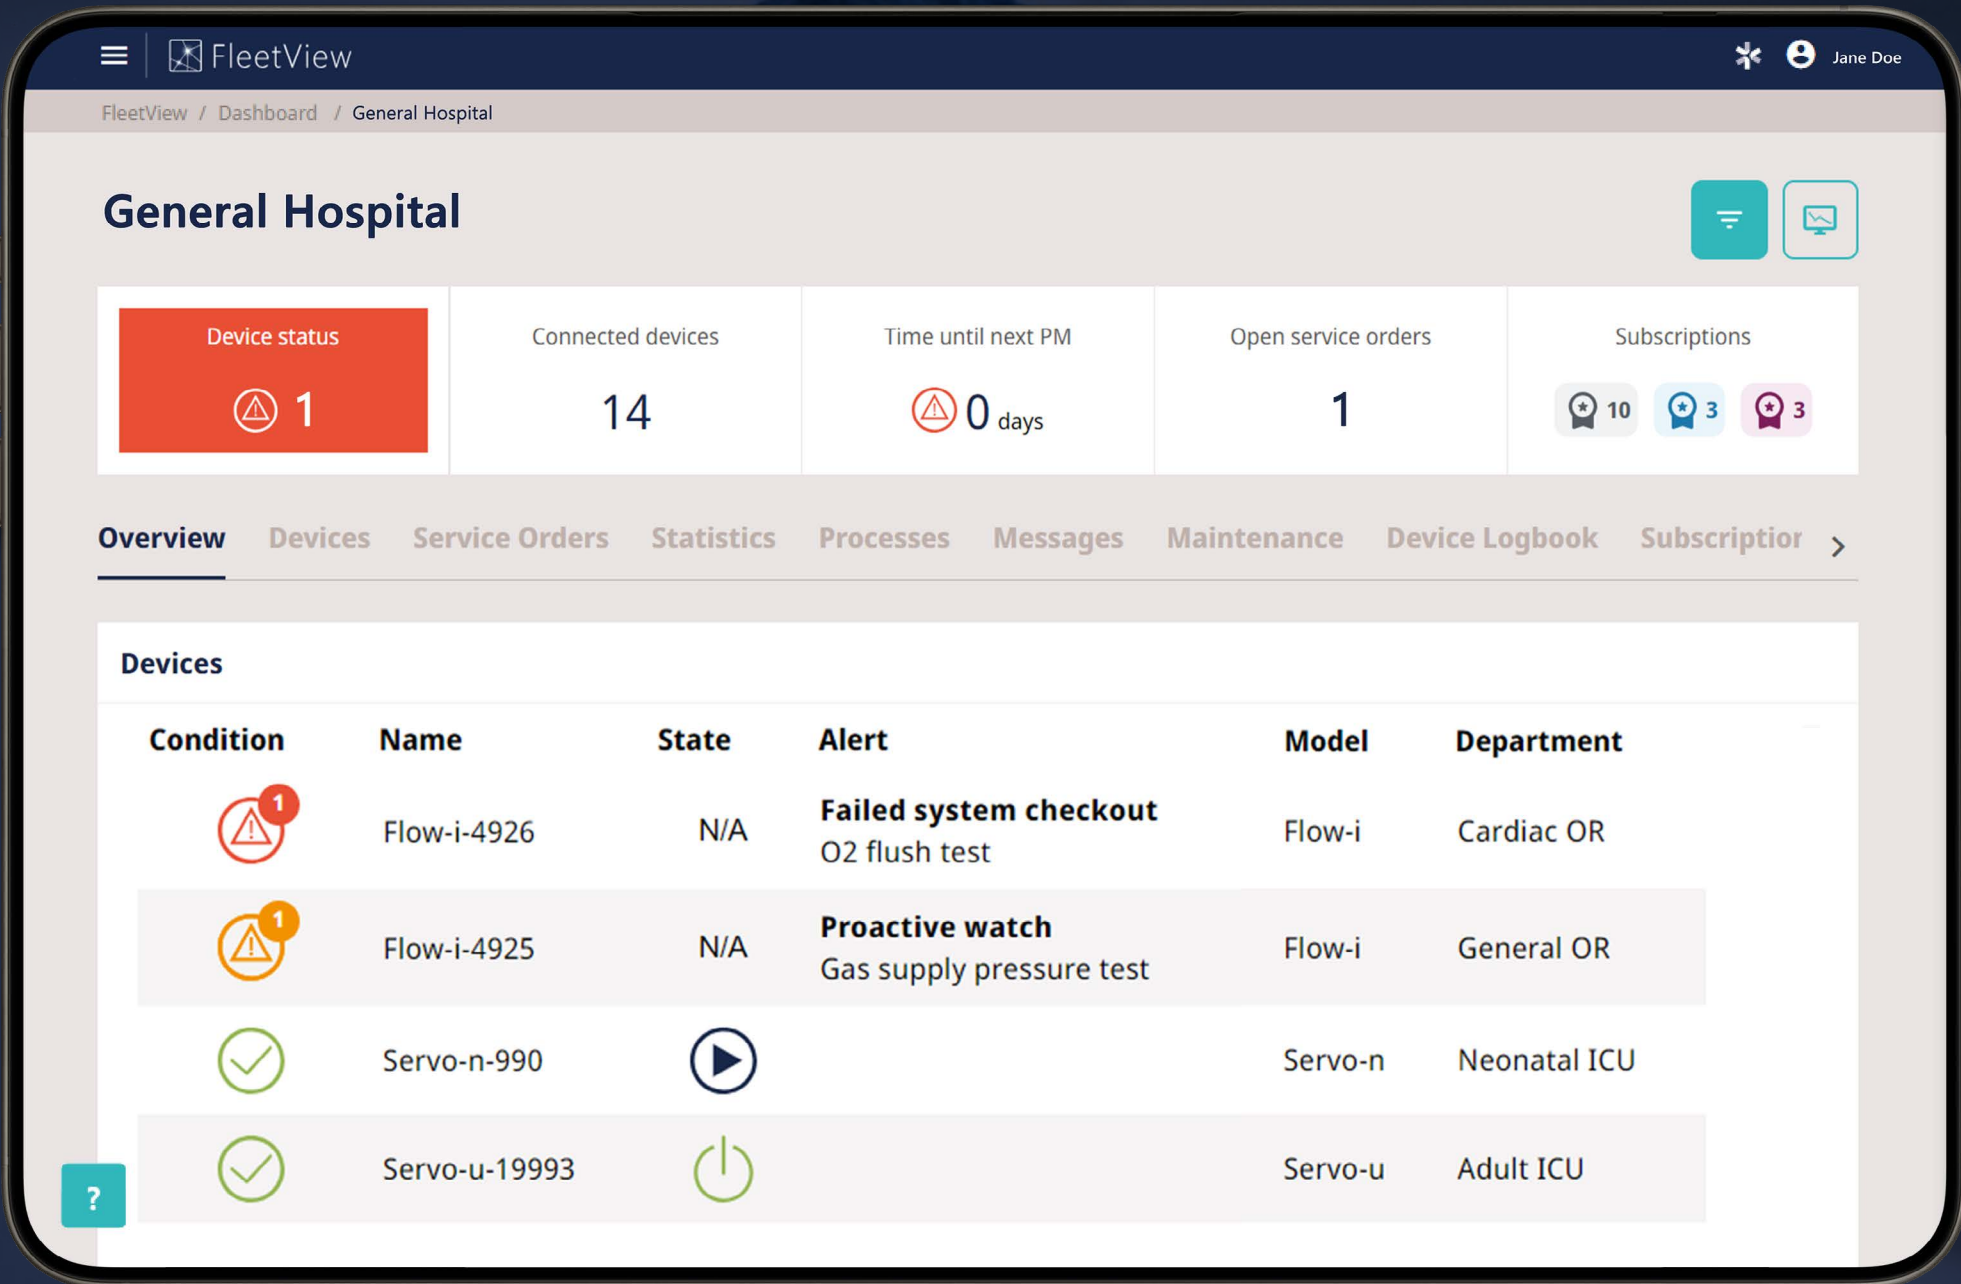 FleetView
Jane Doe
FleetView / Dashboard / General Hospital
General Hospital
Device status
1
Connected devices
14
Time until next PM
0 days
Open service orders
1
Subscriptions
10 3 3
Overview Devices Service Orders Statistics Processes Messages Maintenance Device Logbook Subscription
Devices
Condition Name State Alert Model Department
1 Flow-i-4926 N/A Failed system checkout Flow-i Cardiac OR
O2 flush test
1 Flow-i-4925 N/A Proactive watch Flow-i General OR
Gas supply pressure test
Servo-n-990 Servo-n Neonatal ICU
Servo-u-19993 Servo-u Adult ICU
?